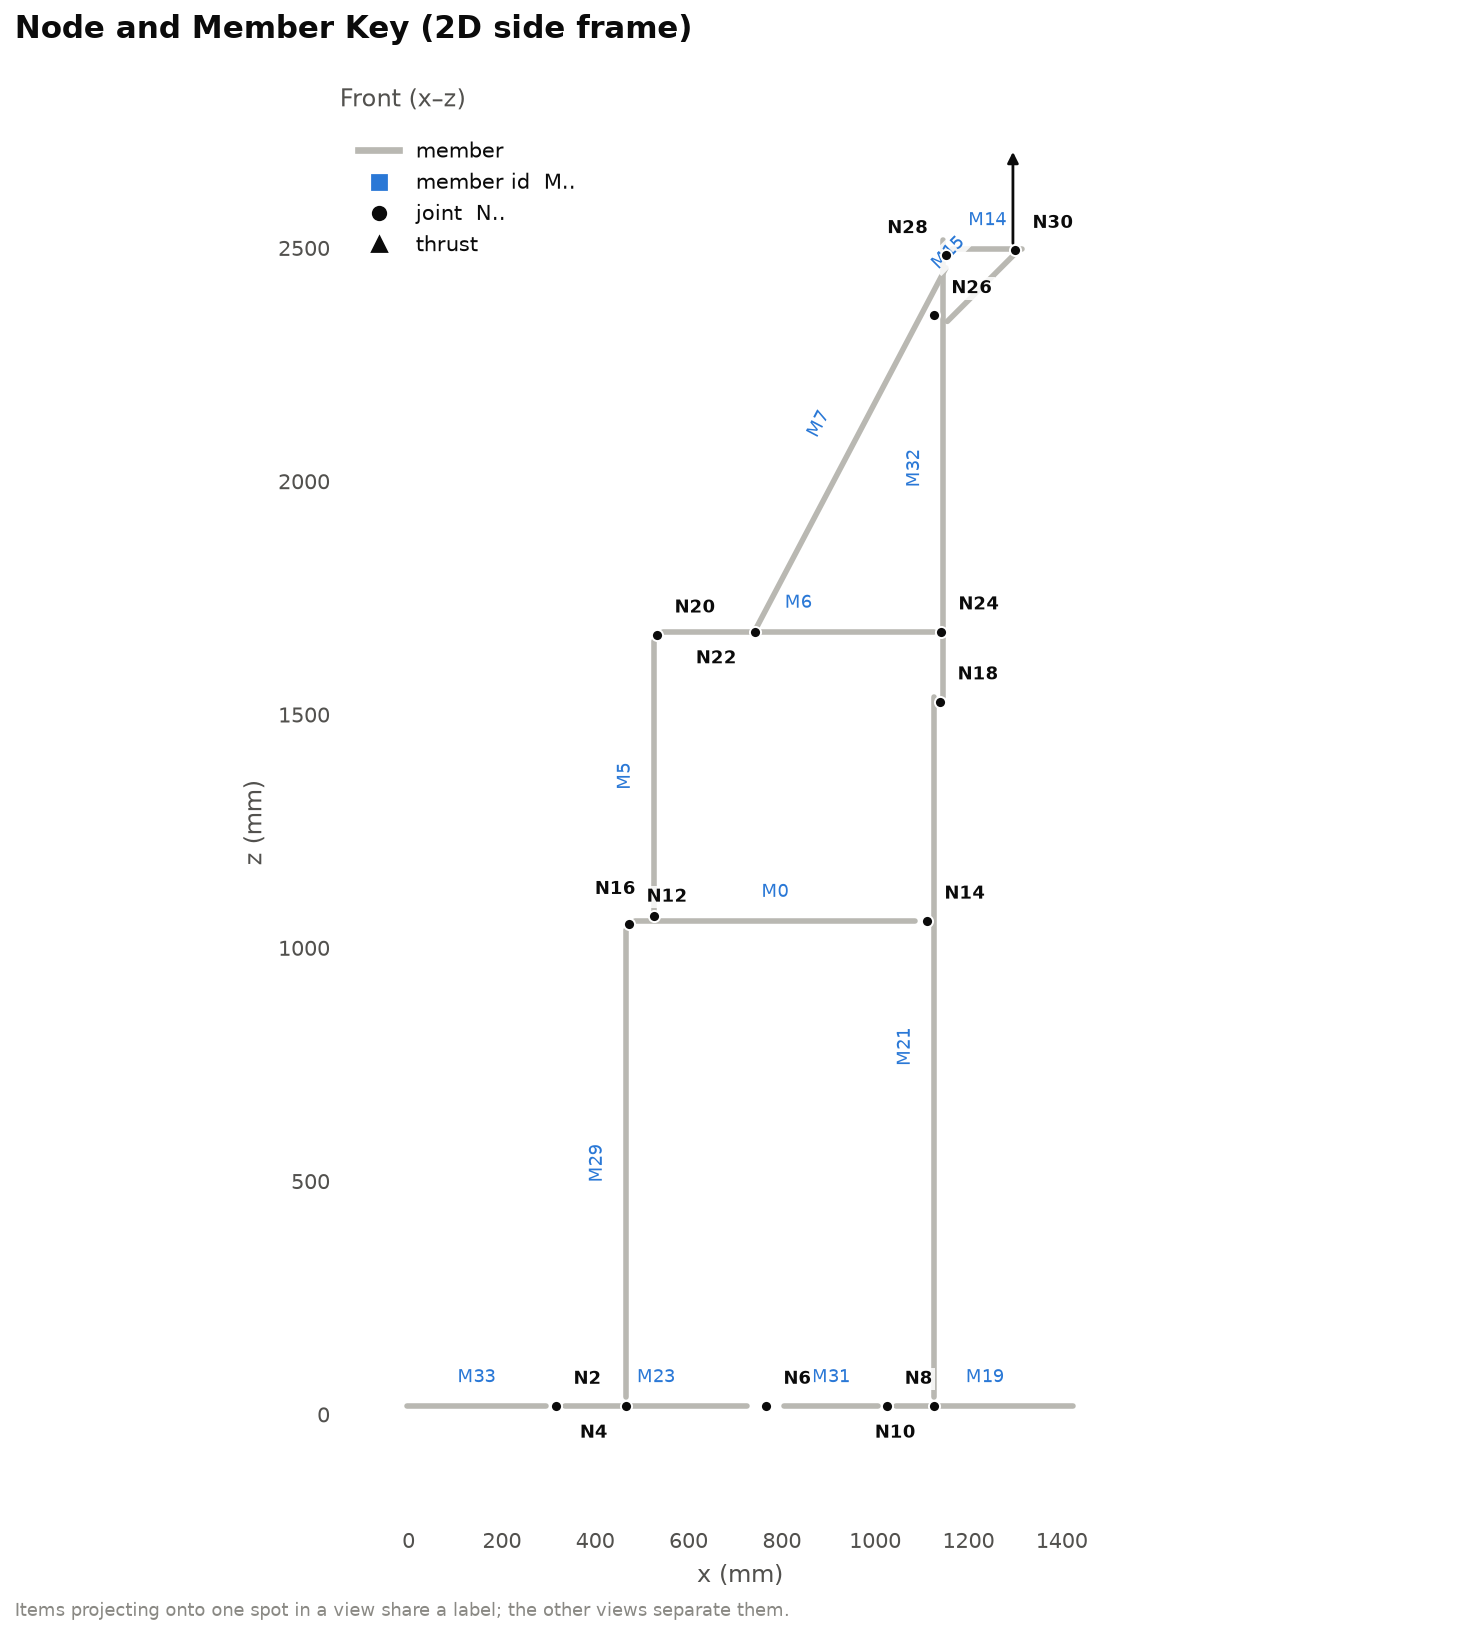 Node and Member Key (2D side frame)
Front (x–z)
member
member id  M..
joint  N..
thrust
M14
N30
N28
M15
2500
N26
M7
M32
2000
M6
N20
N24
N22
N18
1500
M5
z (mm)
N16
N12
M0
N14
1000
M21
M29
500
M33
N2
M23
N6
M31
N8
M19
0
N4
N10
0
200
400
600
800
1000
1200
1400
x (mm)
Items projecting onto one spot in a view share a label; the other views separate them.